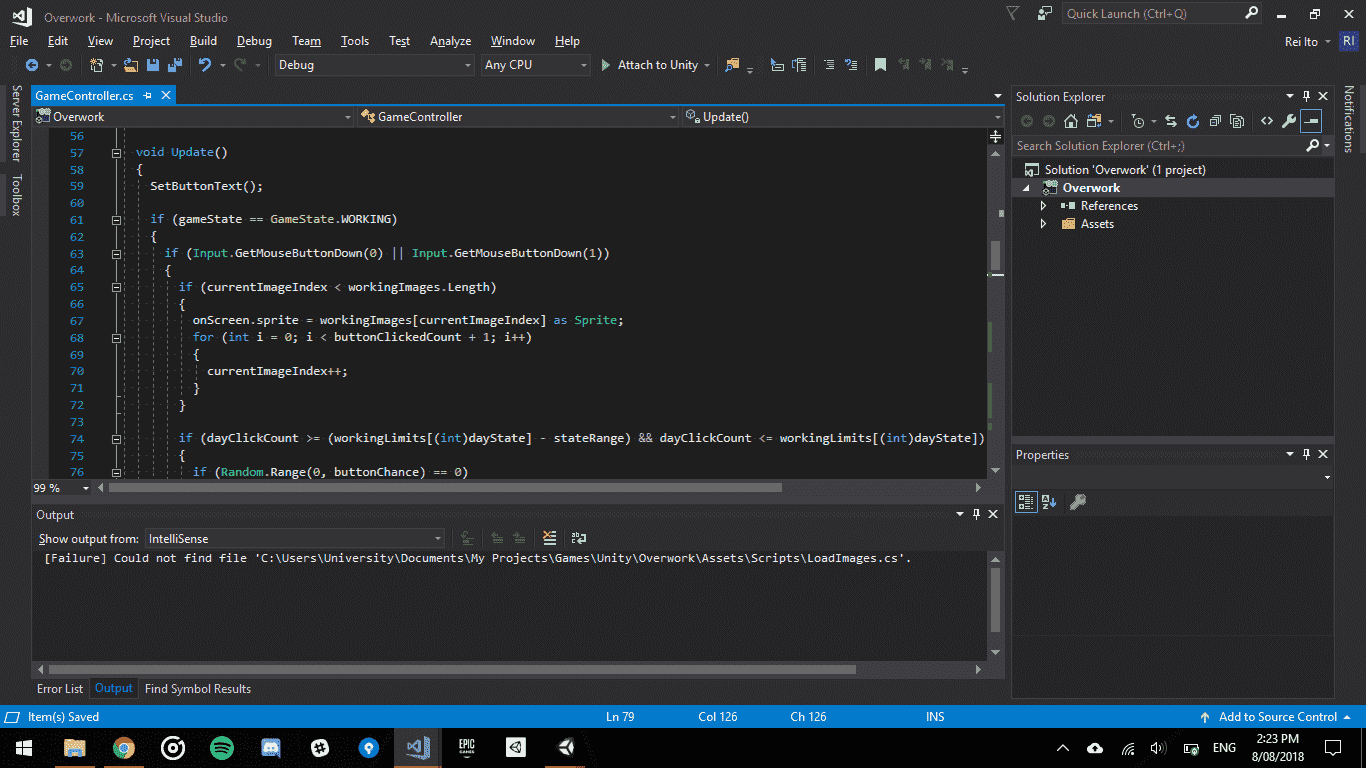 Overwork - Microsoft Visual Studio
Quick Launch (Ctrl+Q)
File Edit View Project Build Debug Team Tools Test Analyze Window Help
Rei Ito RI
Debug Any CPU Attach to Unity
Server Explorer
Toolbox
GameController.cs
Overwork GameController Update()
56
57 void Update()
58 {
59 SetButtonText();
60
61 if (gameState == GameState.WORKING)
62 {
63 if (Input.GetMouseButtonDown(0) || Input.GetMouseButtonDown(1))
64 {
65 if (currentImageIndex < workingImages.Length)
66 {
67 onScreen.sprite = workingImages[currentImageIndex] as Sprite;
68 for (int i = 0; i < buttonClickedCount + 1; i++)
69 {
70 currentImageIndex++;
71 }
72 }
73
74 if (dayClickCount >= (workingLimits[(int)dayState] - stateRange) && dayClickCount <= workingLimits[(int)dayState])
75 {
76 if (Random.Range(0, buttonChance) == 0)
99 %
Output
Show output from: IntelliSense
[Failure] Could not find file 'C:\Users\University\Documents\My Projects\Games\Unity\Overwork\Assets\Scripts\LoadImages.cs'.
Error List Output Find Symbol Results
Solution Explorer
Search Solution Explorer (Ctrl+;)
Solution 'Overwork' (1 project)
Overwork
References
Assets
Properties
Notifications
Item(s) Saved Ln 79 Col 126 Ch 126 INS Add to Source Control
EPIC GAMES
ENG
2:23 PM
8/08/2018